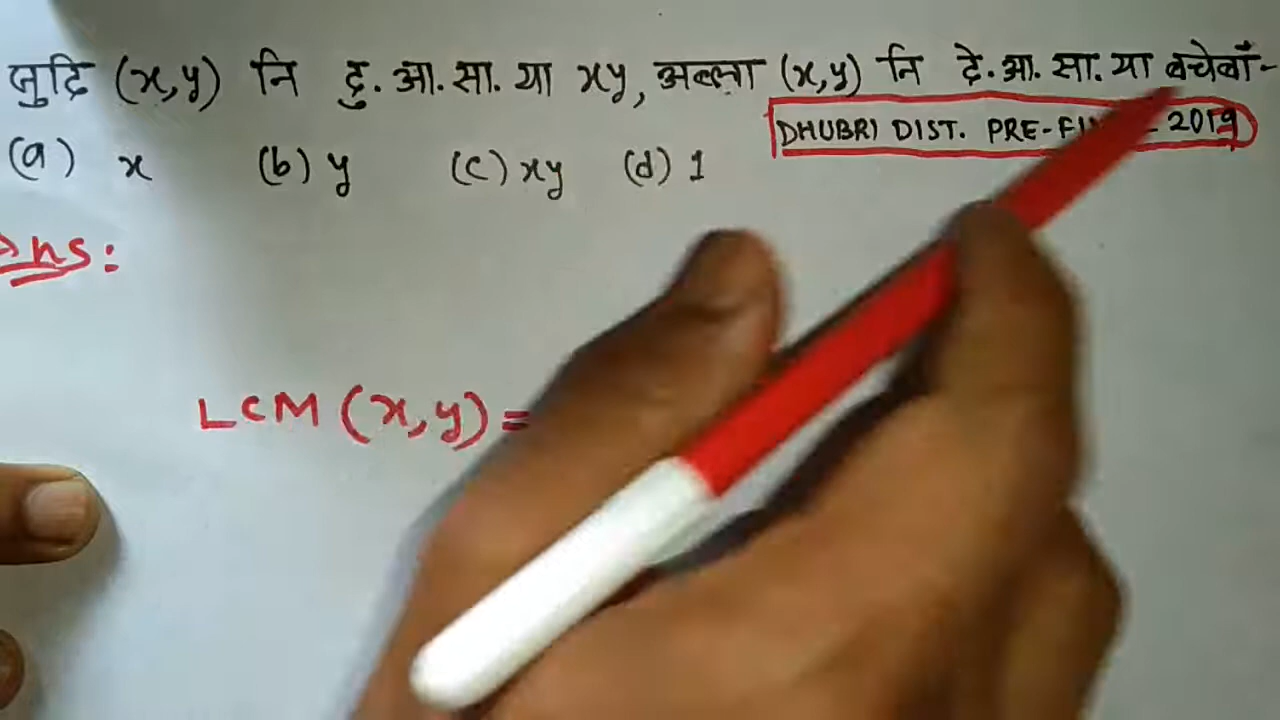 जुदि (x,y) नि दु. आ. सा. या xy, अब्ला (x,y) नि दे. आ. सा. या बेचेबाँ-
DHUBRI DIST. PRE-FI - 2019
(a) x (b) y (c) xy (d) 1
Ans:
LCM (x,y) =